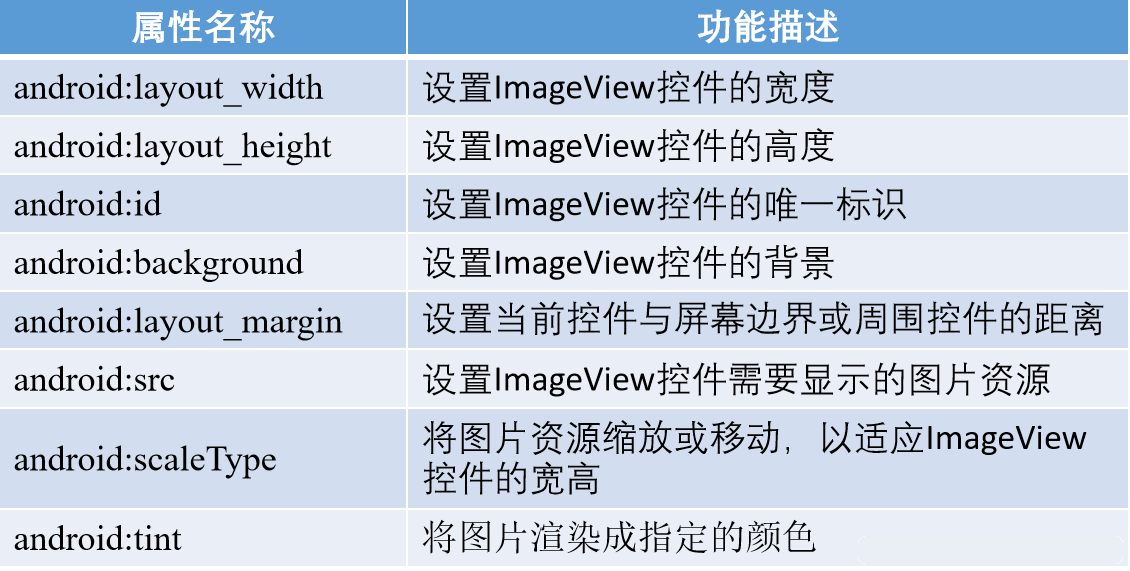 属性名称 功能描述
android:layout_width 设置ImageView控件的宽度
android:layout_height 设置ImageView控件的高度
android:id 设置ImageView控件的唯一标识
android:background 设置ImageView控件的背景
android:layout_margin 设置当前控件与屏幕边界或周围控件的距离
android:src 设置ImageView控件需要显示的图片资源
android:scaleType 将图片资源缩放或移动，以适应ImageView
控件的宽高
android:tint 将图片渲染成指定的颜色